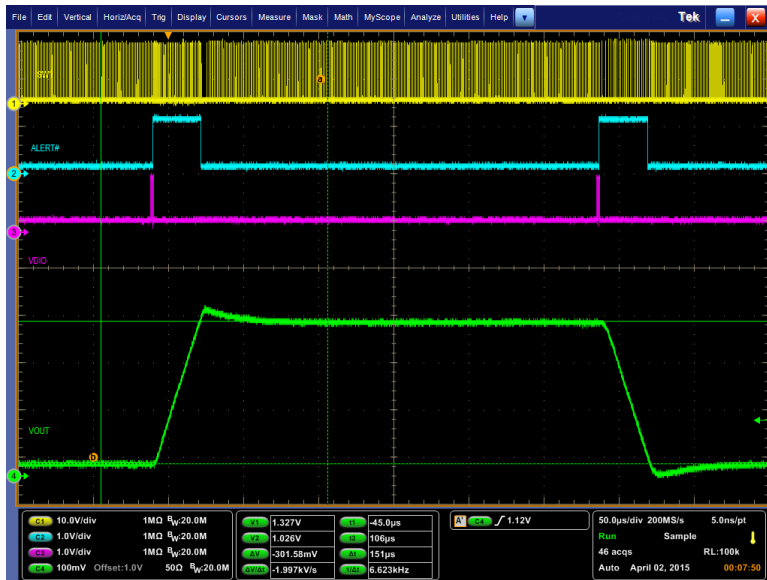 File Edit Vertical Horiz/Acq Trig Display Cursors Measure Mask Math MyScope Analyze Utilities Help Tek X
a
SW
1
ALERT#
2
3
VDIO
VOUT
b
4
C1 10.0V/div 1MΩ BW:20.0M
C2 1.0V/div 1MΩ BW:20.0M
C3 1.0V/div 1MΩ BW:20.0M
C4 100mV Offset:1.0V 50Ω BW:20.0M
V1 1.327V t1 -45.0µs
V2 1.026V t2 106µs
ΔV -301.58mV Δt 151µs
ΔV/Δt -1.997kV/s 1/Δt 6.623kHz
A' C4 1.12V
50.0µs/div 200MS/s 5.0ns/pt
Run Sample
46 acqs RL:100k
Auto April 02, 2015 00:07:50